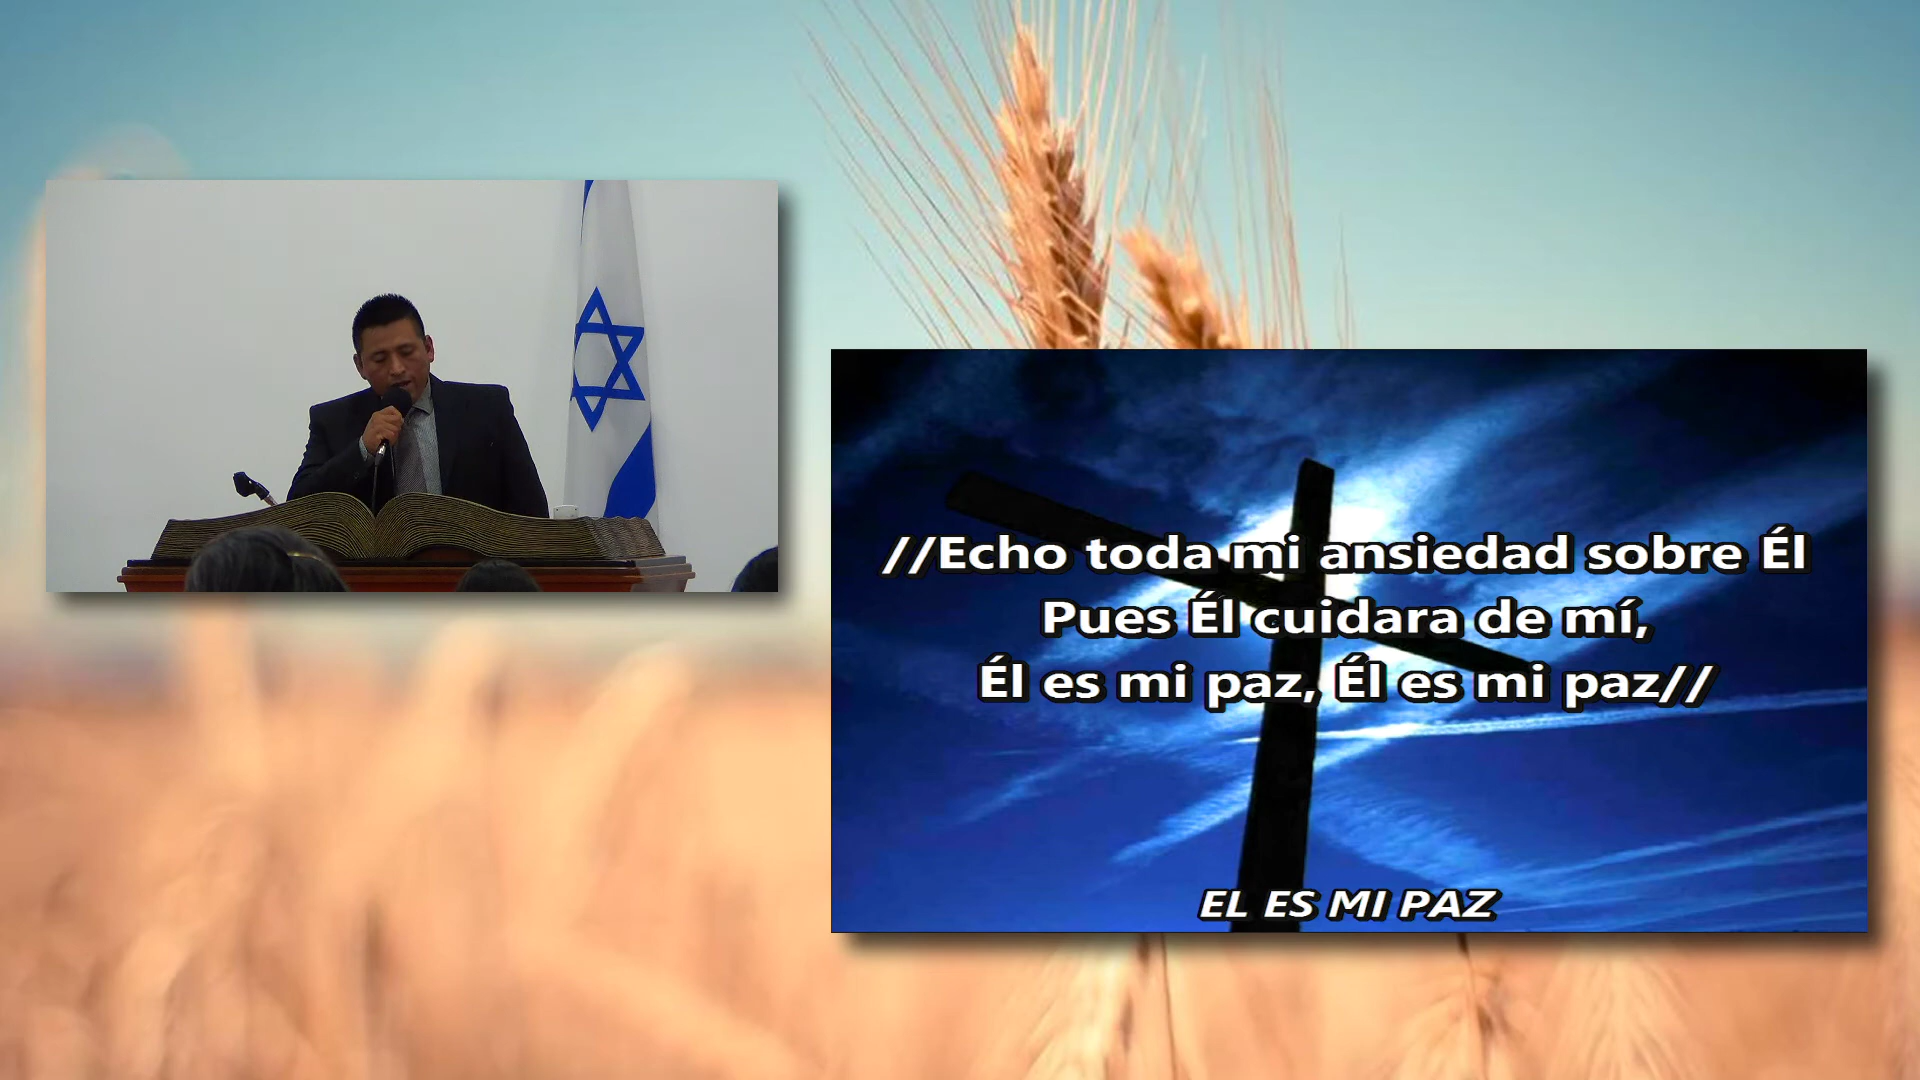 //Echo toda mi ansiedad sobre Él
Pues Él cuidara de mí,
Él es mi paz, Él es mi paz//
EL ES MI PAZ